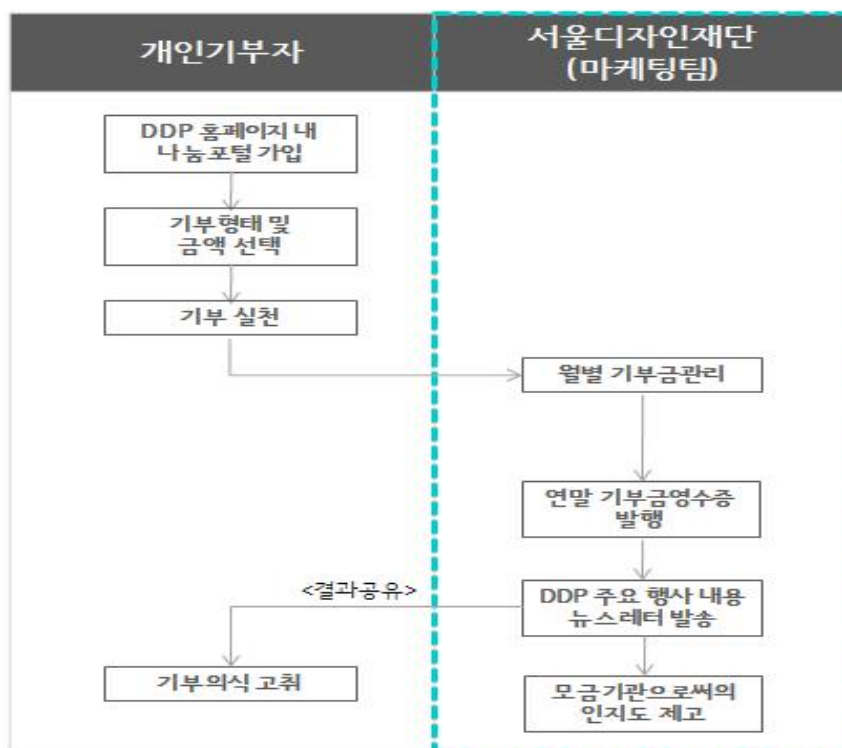 개인기부자
서울디자인재단
(마케팅팀)
DDP 홈페이지 내
나눔포털 가입
기부형태 및
금액 선택
기부 실천
월별 기부금관리
연말 기부금영수증
발행
<결과공유>
DDP 주요 행사 내용
뉴스레터 발송
기부의식 고취
모금기관으로써의
인지도 제고